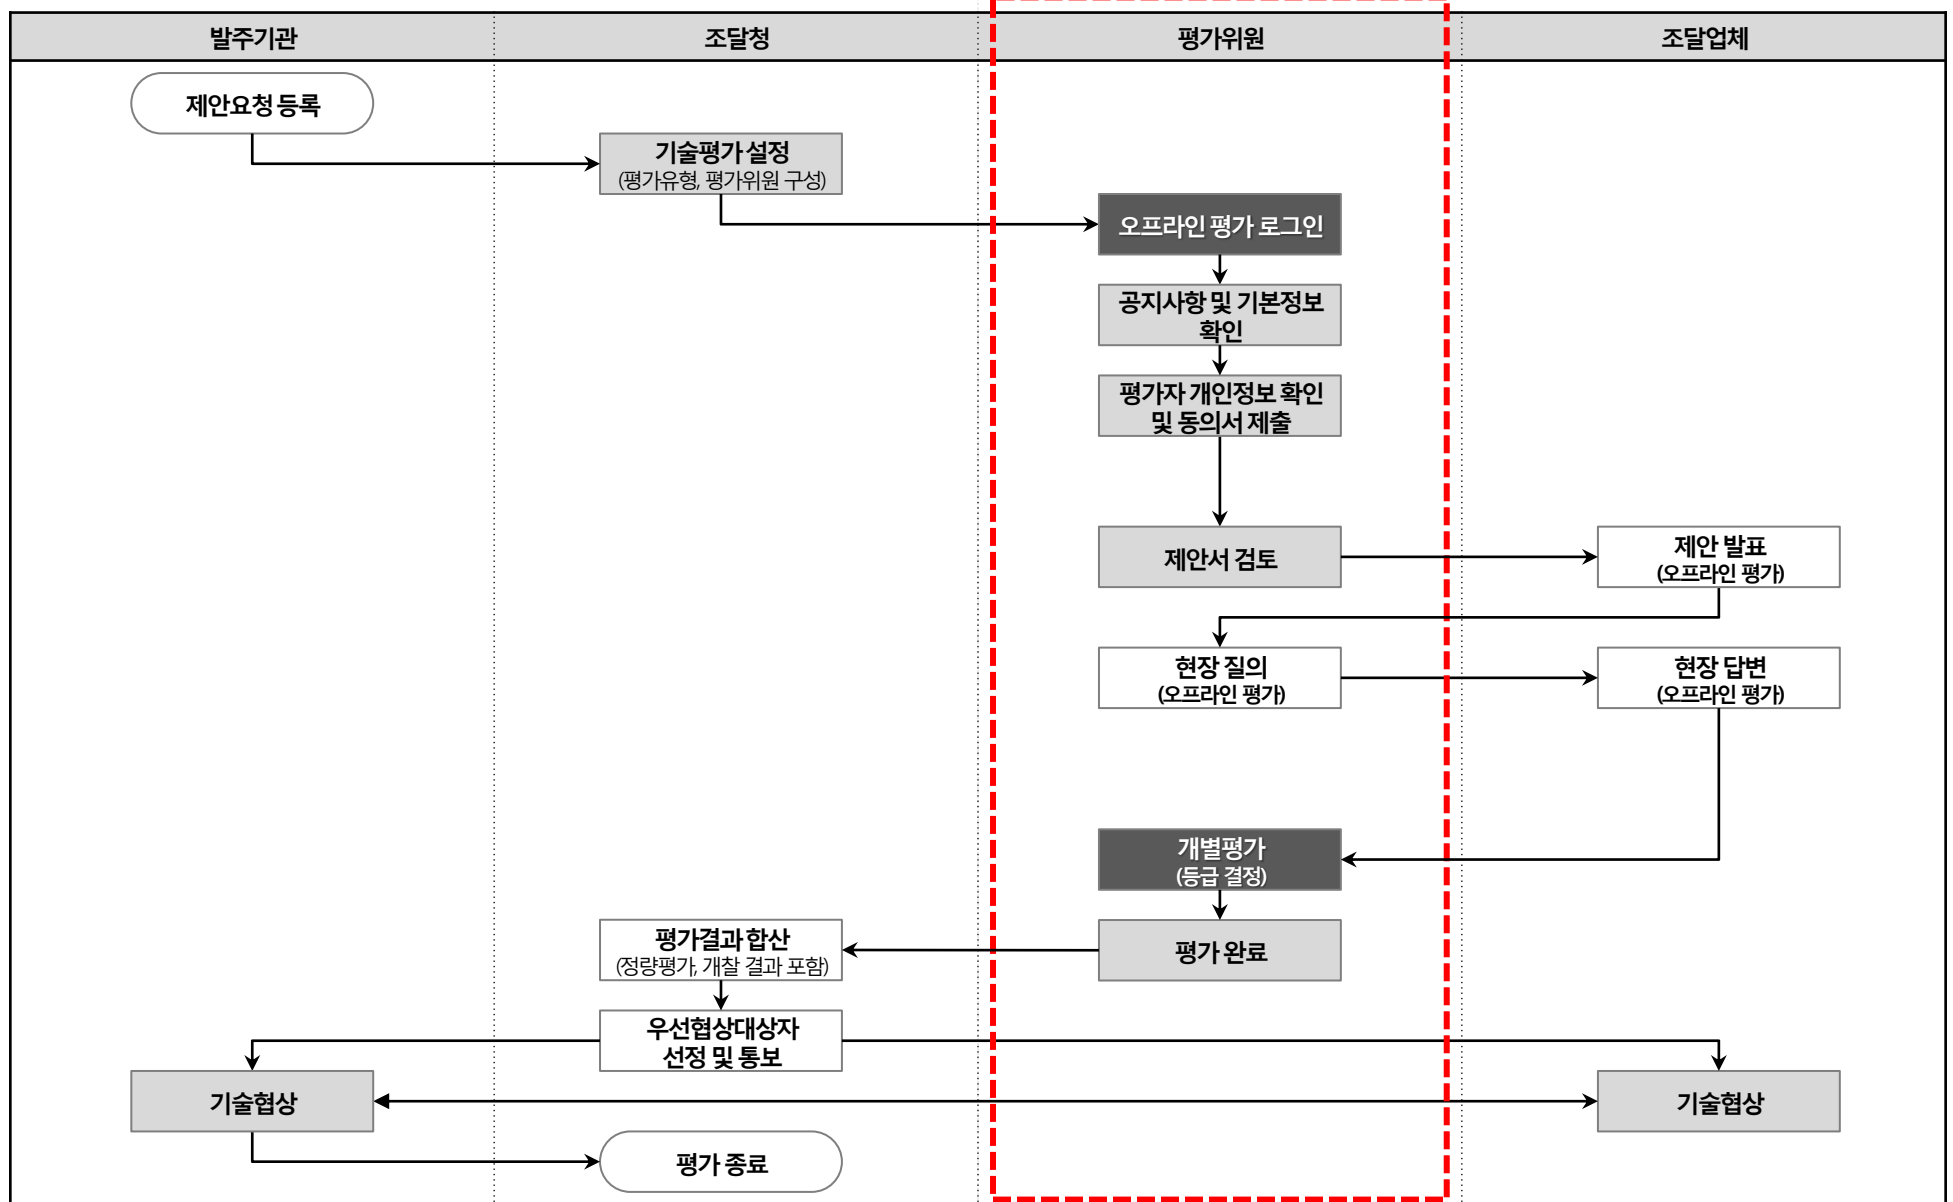 발주기관
조달청
평가위원
조달업체
제안요청 등록
기술평가 설정
(평가유형, 평가위원 구성)
오프라인 평가 로그인
공지사항 및 기본정보
확인
평가자 개인정보 확인
및 동의서 제출
제안서 검토
제안 발표
(오프라인 평가)
현장 질의
(오프라인 평가)
현장 답변
(오프라인 평가)
개별평가
(등급 결정)
평가 완료
평가결과 합산
(정량평가, 개찰 결과 포함)
우선협상대상자
선정 및 통보
기술협상
기술협상
평가 종료